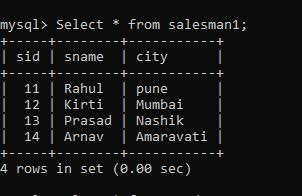 mysql> Select * from salesman1;
+-----+--------+-----------+
| sid | sname  | city      |
+-----+--------+-----------+
|  11 | Rahul  | pune      |
|  12 | Kirti  | Mumbai    |
|  13 | Prasad | Nashik    |
|  14 | Arnav  | Amaravati |
+-----+--------+-----------+
4 rows in set (0.00 sec)